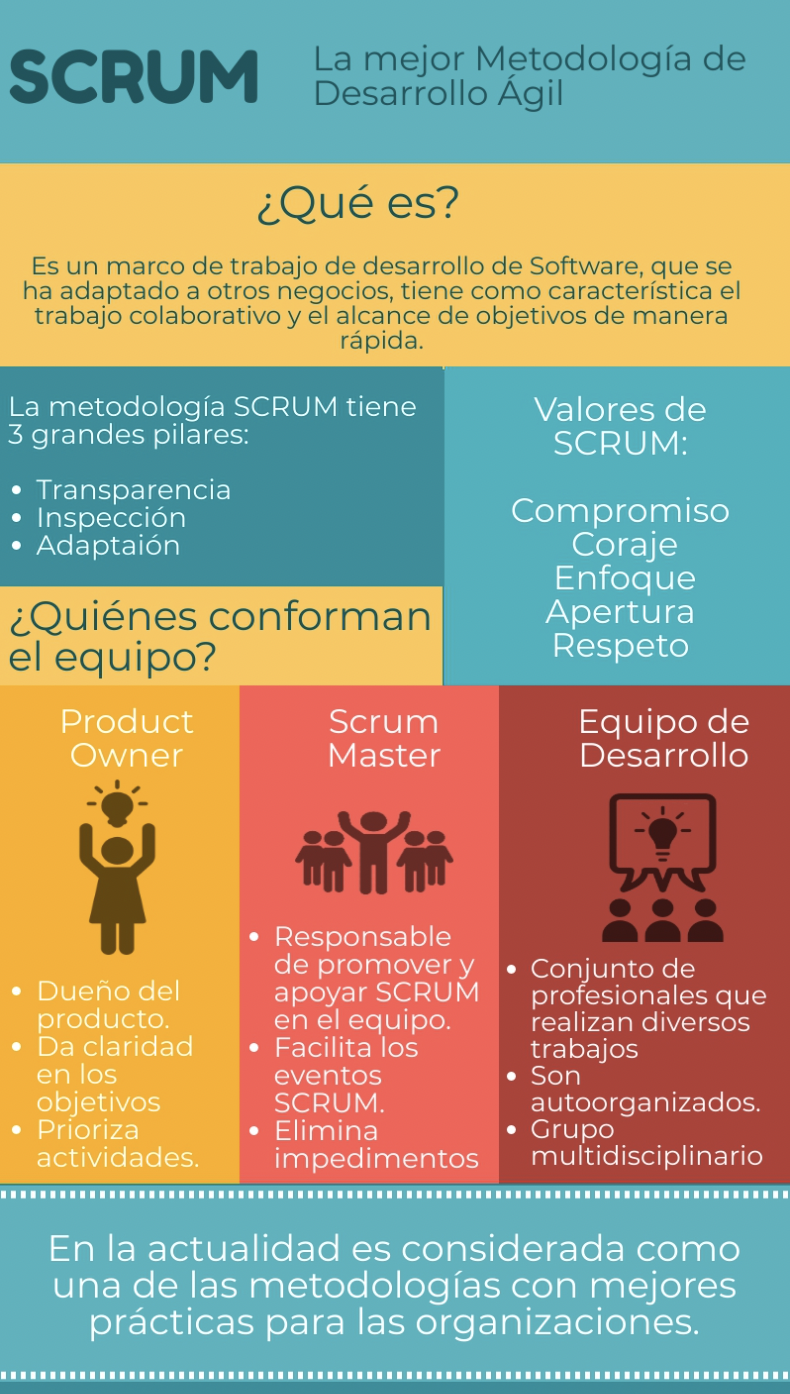 SCRUM
La mejor Metodología de
Desarrollo Ágil
¿Qué es?
Es un marco de trabajo de desarrollo de Software, que se
ha adaptado a otros negocios, tiene como característica el
trabajo colaborativo y el alcance de objetivos de manera
rápida.
La metodología SCRUM tiene
3 grandes pilares:
• Transparencia
• Inspección
• Adaptaión
Valores de
SCRUM:
Compromiso
Coraje
Enfoque
Apertura
Respeto
¿Quiénes conforman
el equipo?
Product
Owner
• Dueño del
producto.
• Da claridad
en los
objetivos
• Prioriza
actividades.
Scrum
Master
• Responsable
de promover y
apoyar SCRUM
en el equipo.
• Facilita los
eventos
SCRUM.
• Elimina
impedimentos
Equipo de
Desarrollo
• Conjunto de
profesionales que
realizan diversos
trabajos
• Son
autoorganizados.
• Grupo
multidisciplinario
En la actualidad es considerada como
una de las metodologías con mejores
prácticas para las organizaciones.